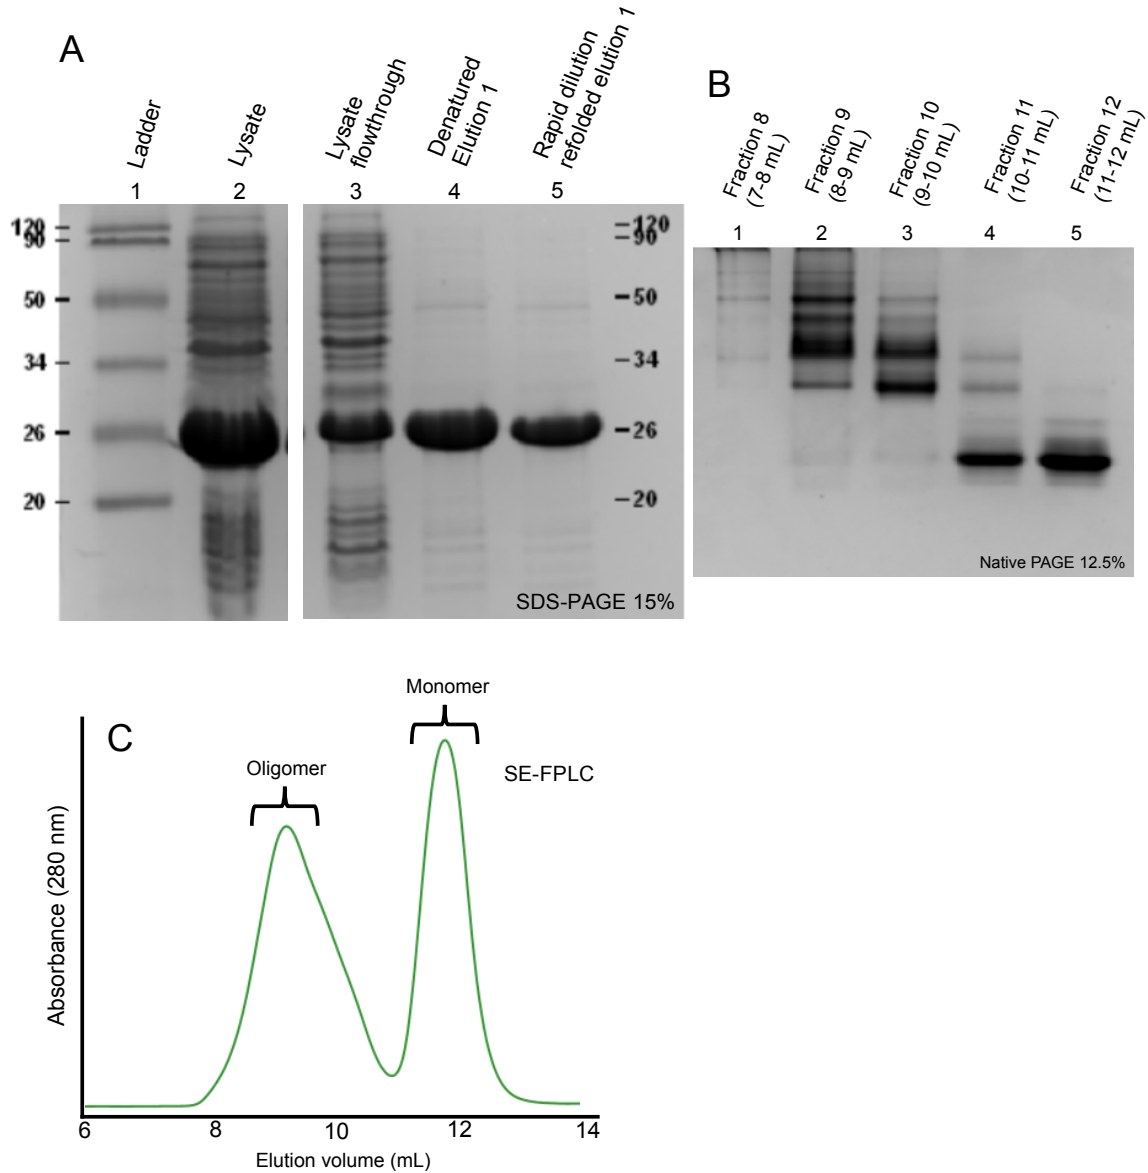 A
Ladder
Lysate
Lysate
flowthrough
Denatured
Elution 1
Rapid dilution
refolded elution 1
1
2
3
4
5
120
90
50
34
26
20
120
90
50
34
26
20
SDS-PAGE 15%
B
Fraction 8
(7-8 mL)
Fraction 9
(8-9 mL)
Fraction 10
(9-10 mL)
Fraction 11
(10-11 mL)
Fraction 12
(11-12 mL)
1
2
3
4
5
Native PAGE 12.5%
C
Oligomer
Monomer
SE-FPLC
Absorbance (280 nm)
6
8
10
12
14
Elution volume (mL)